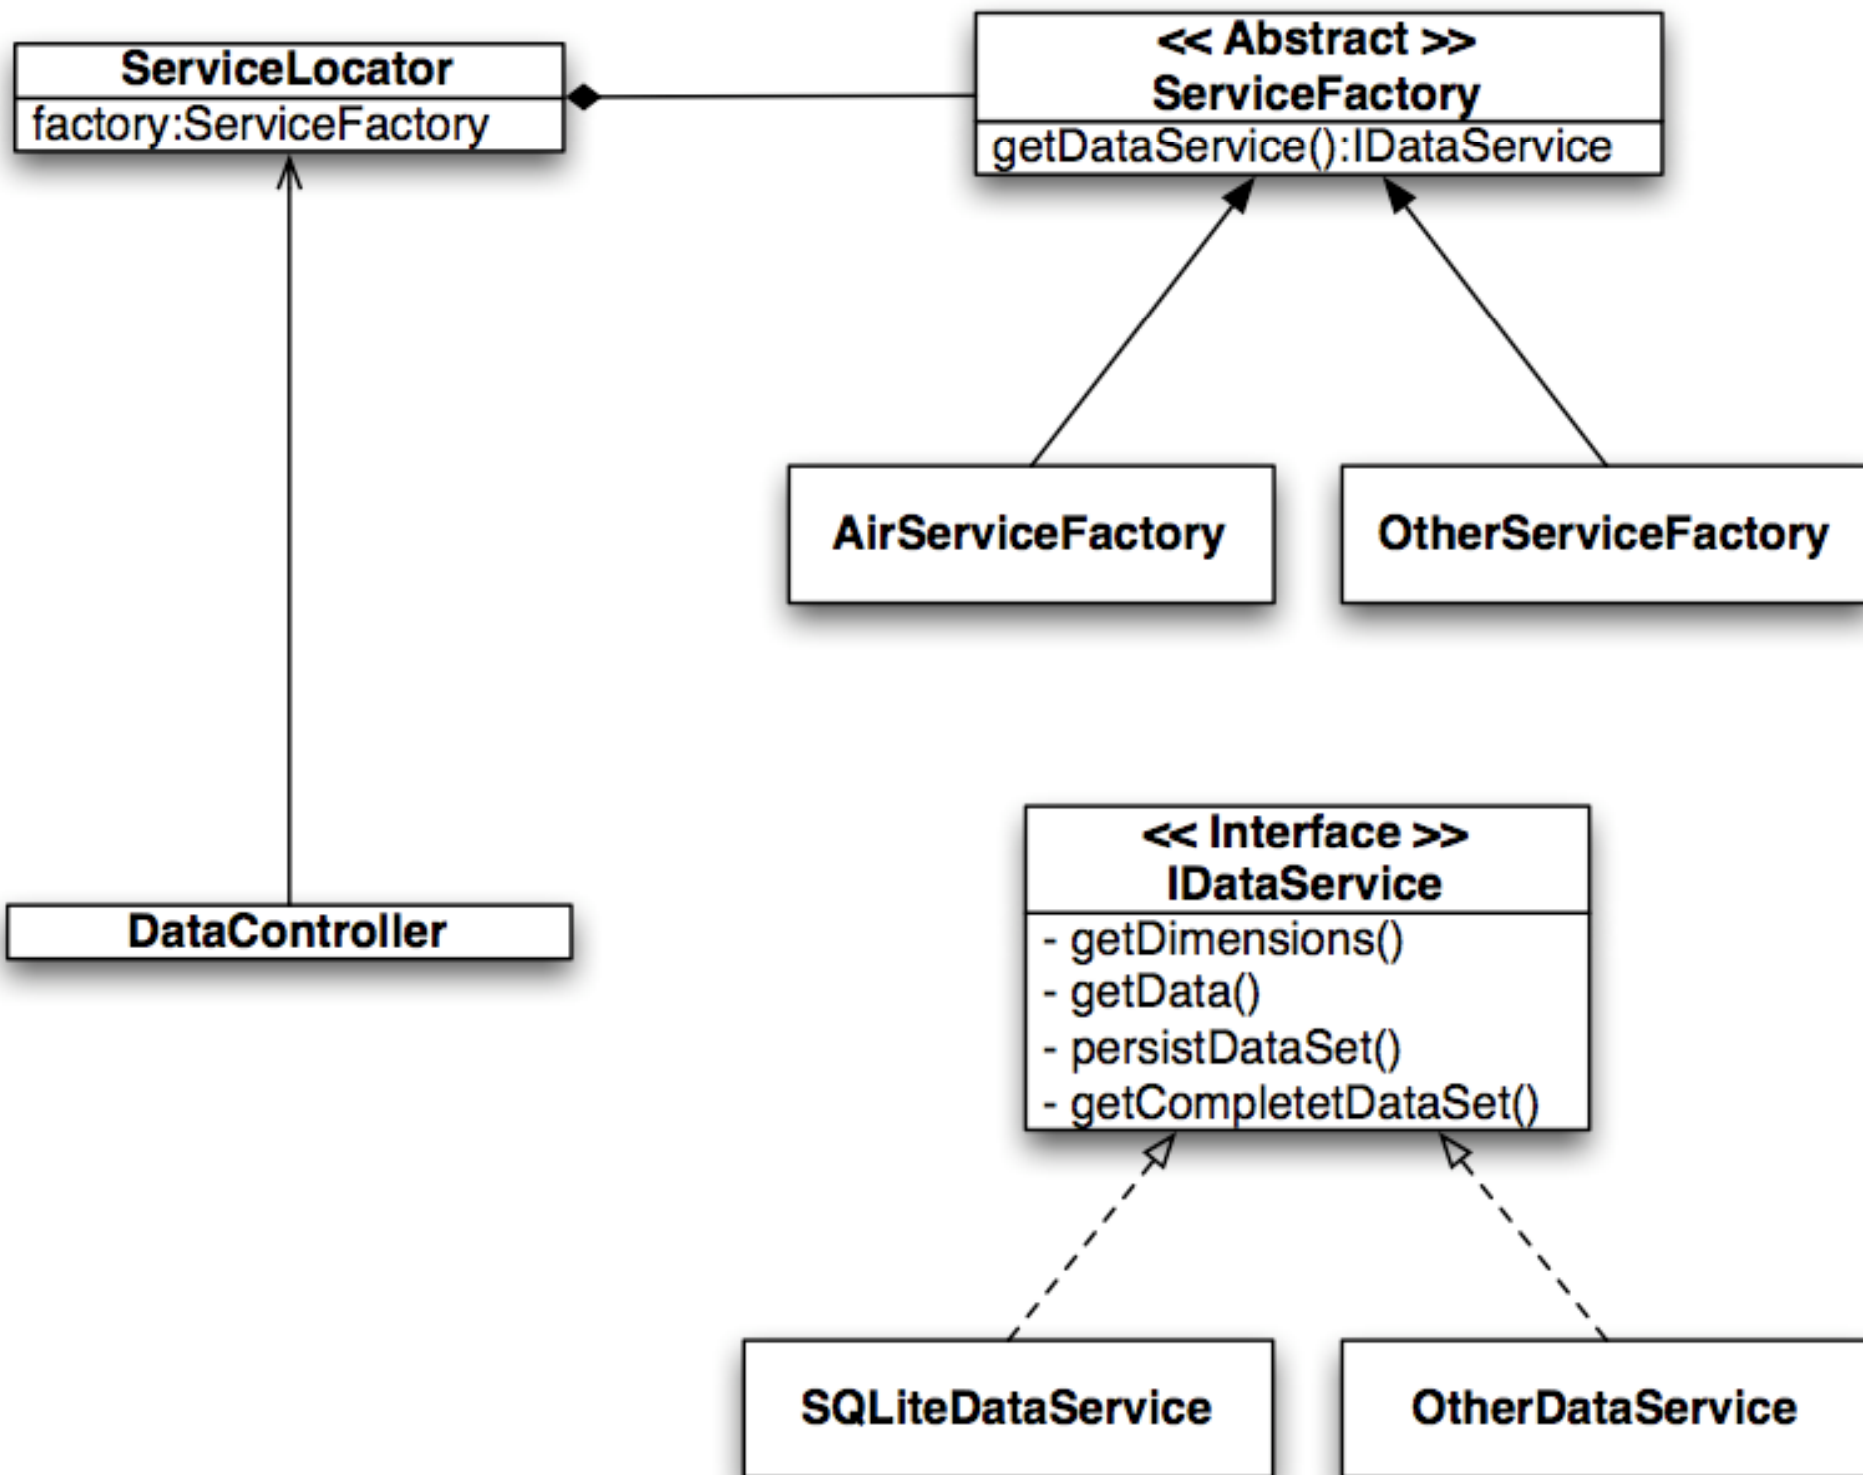 ServiceLocator
factory:ServiceFactory
<< Abstract >>
ServiceFactory
getDataService():IDataService
AirServiceFactory
OtherServiceFactory
DataController
<< Interface >>
IDataService
- getDimensions()
- getData()
- persistDataSet()
- getCompletetDataSet()
SQLiteDataService
OtherDataService